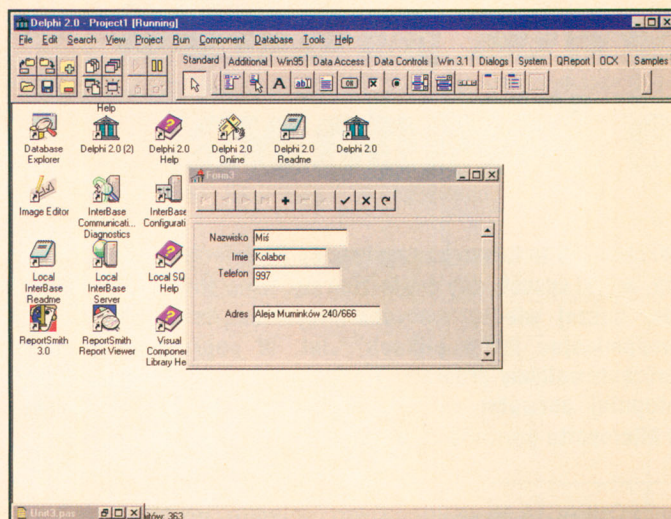 Delphi 2.0 - Project1 [Running]
File Edit Search View Project Run Component Database Tools Help
Standard Additional Win95 Data Access Data Controls Win 3.1 Dialogs System QReport OCX Samples
A ab OK
Help
Database Explorer
Delphi 2.0 (2)
Delphi 2.0 Help
Delphi 2.0 Online
Delphi 2.0 Readme
Delphi 2.0
Form3
Image Editor
InterBase Communicati... Diagnostics
InterBase Configurati
Nazwisko Miś
Imie Kolabor
Telefon 997
Adres Aleja Muminków 240/666
Local InterBase Readme
Local InterBase Server
Local SQ Help
ReportSmith 3.0
ReportSmith Report Viewer
Visual Componen Library He
Unit3.pas
363